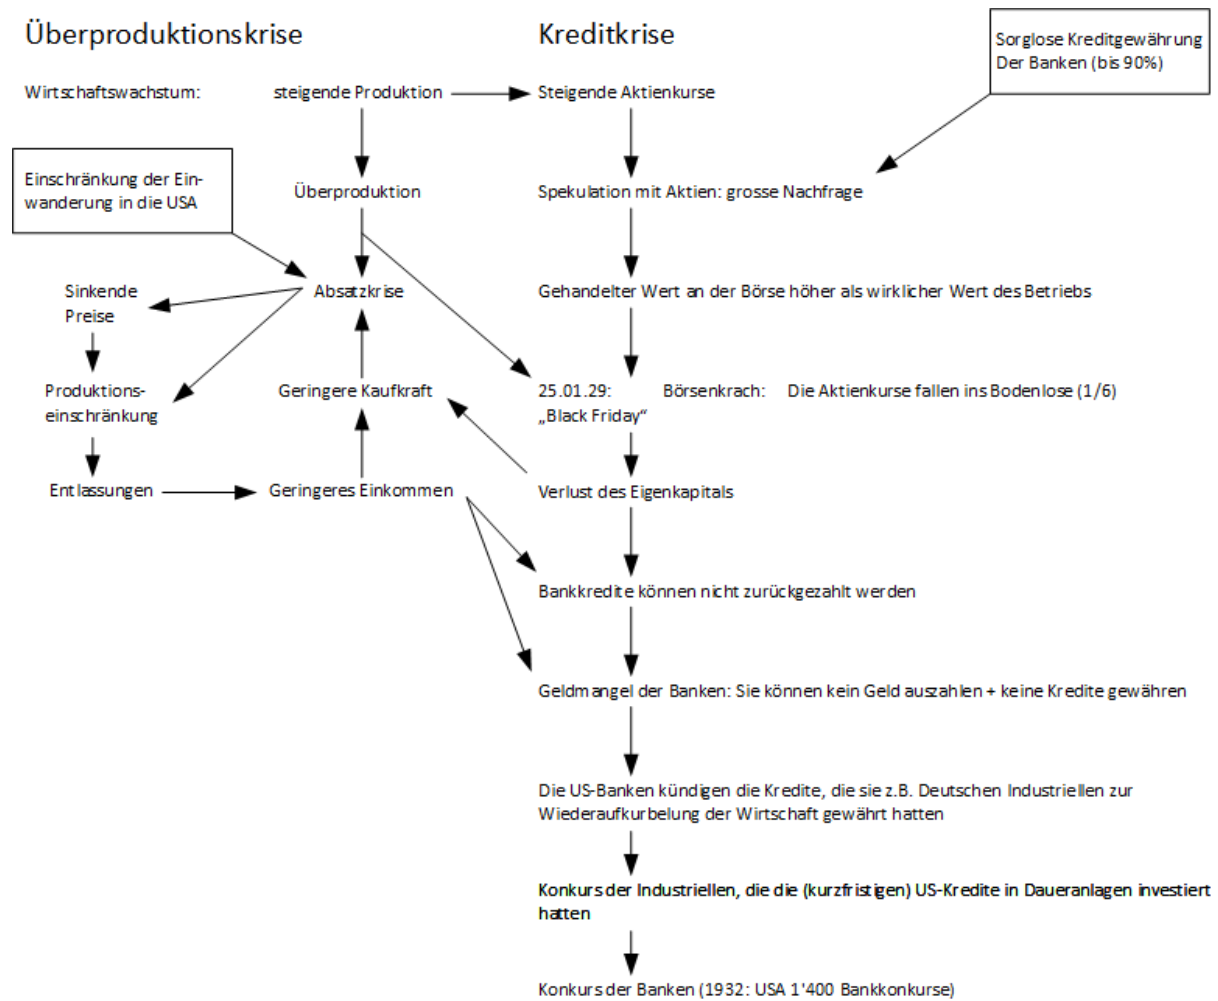 Überproduktionskrise
Kreditkrise
Sorglose Kreditgewährung
Der Banken (bis 90%)
Wirtschaftswachstum:
steigende Produktion
Steigende Aktienkurse
Einschränkung der Ein-
wanderung in die USA
Überproduktion
Spekulation mit Aktien: grosse Nachfrage
Sinkende
Preise
Absatzkrise
Gehandelter Wert an der Börse höher als wirklicher Wert des Betriebs
Produktions-
einschränkung
Geringere Kaufkraft
25.01.29:
„Black Friday“
Börsenkrach:
Die Aktienkurse fallen ins Bodenlose (1/6)
Entlassungen
Geringeres Einkommen
Verlust des Eigenkapitals
Bankkredite können nicht zurückgezahlt werden
Geldmangel der Banken: Sie können kein Geld auszahlen + keine Kredite gewähren
Die US-Banken kündigen die Kredite, die sie z.B. Deutschen Industriellen zur
Wiederaufkurbelung der Wirtschaft gewährt hatten
Konkurs der Industriellen, die die (kurzfristigen) US-Kredite in Daueranlagen investiert
hatten
Konkurs der Banken (1932: USA 1'400 Bankkonkurse)